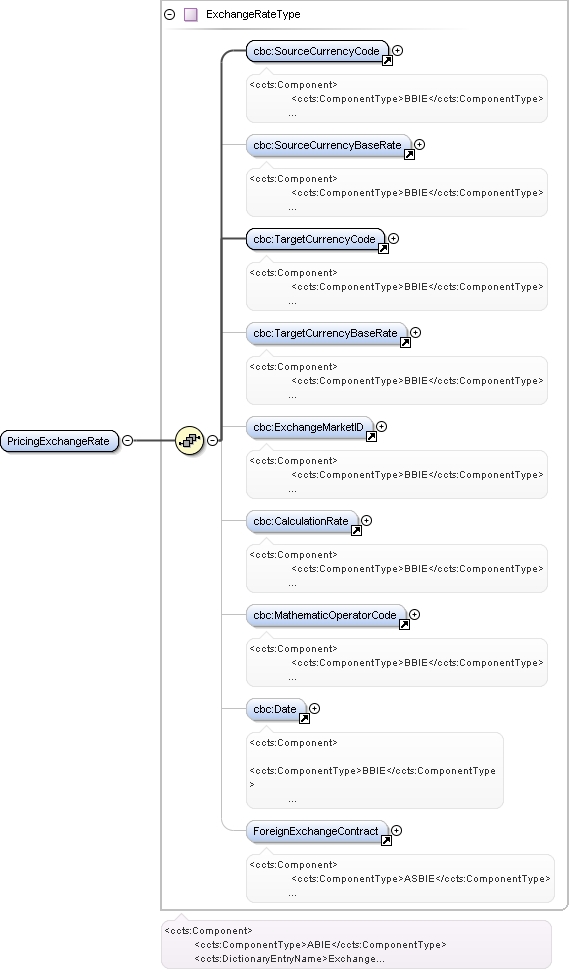 ExchangeRateType
cbc:SourceCurrencyCode
<ccts:Component>
<ccts:ComponentType>BBIE</ccts:ComponentType>
...
cbc:SourceCurrencyBaseRate
<ccts:Component>
<ccts:ComponentType>BBIE</ccts:ComponentType>
...
cbc:TargetCurrencyCode
<ccts:Component>
<ccts:ComponentType>BBIE</ccts:ComponentType>
...
cbc:TargetCurrencyBaseRate
<ccts:Component>
<ccts:ComponentType>BBIE</ccts:ComponentType>
...
PricingExchangeRate
cbc:ExchangeMarketID
<ccts:Component>
<ccts:ComponentType>BBIE</ccts:ComponentType>
...
cbc:CalculationRate
<ccts:Component>
<ccts:ComponentType>BBIE</ccts:ComponentType>
...
cbc:MathematicOperatorCode
<ccts:Component>
<ccts:ComponentType>BBIE</ccts:ComponentType>
...
cbc:Date
<ccts:Component>
<ccts:ComponentType>BBIE</ccts:ComponentType
>
...
ForeignExchangeContract
<ccts:Component>
<ccts:ComponentType>ASBIE</ccts:ComponentType>
...
<ccts:Component>
<ccts:ComponentType>ABIE</ccts:ComponentType>
<ccts:DictionaryEntryName>Exchange...